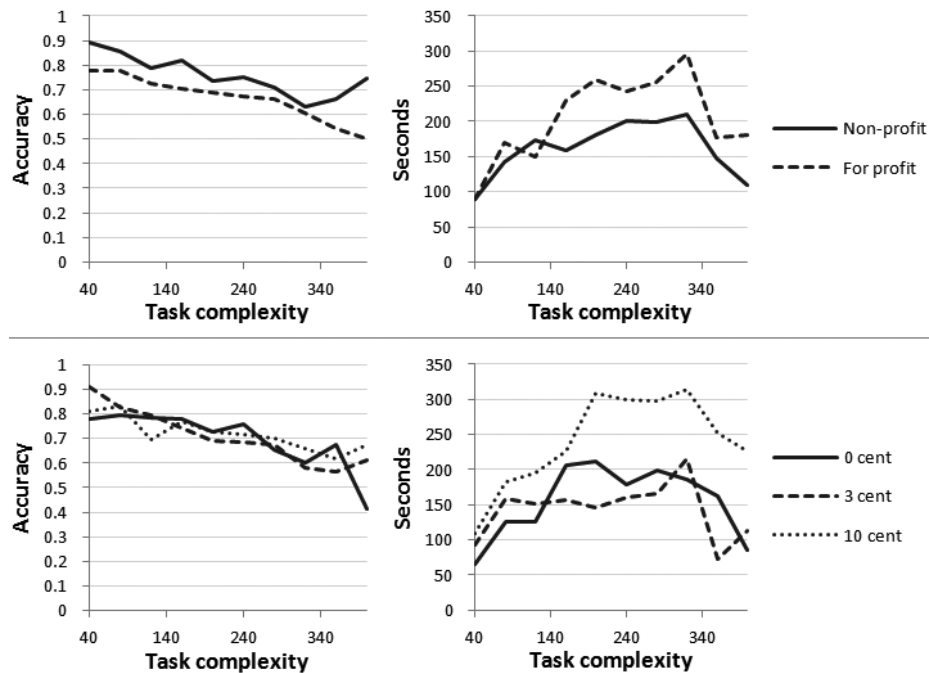 1
0.9
0.8
0.7
0.6
0.5
0.4
0.3
0.2
0.1
0
Accuracy
40 140 240 340
Task complexity
350
300
250
200
150
100
50
0
Seconds
40 140 240 340
Task complexity
Non-profit
For profit
1
0.9
0.8
0.7
0.6
0.5
0.4
0.3
0.2
0.1
0
Accuracy
40 140 240 340
Task complexity
350
300
250
200
150
100
50
0
Seconds
40 140 240 340
Task complexity
0 cent
3 cent
10 cent